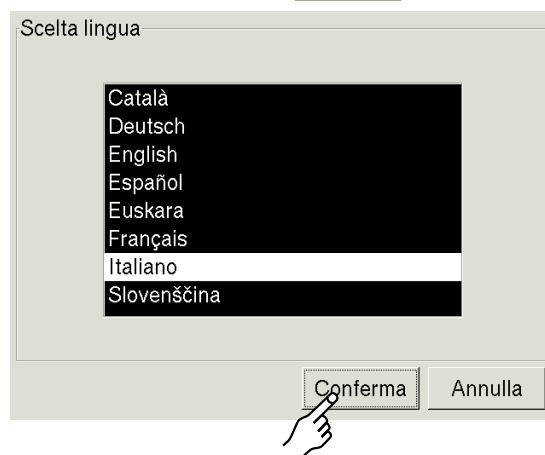 Scelta lingua
Català
Deutsch
English
Español
Euskara
Français
Italiano
Slovenščina
Conferma Annulla